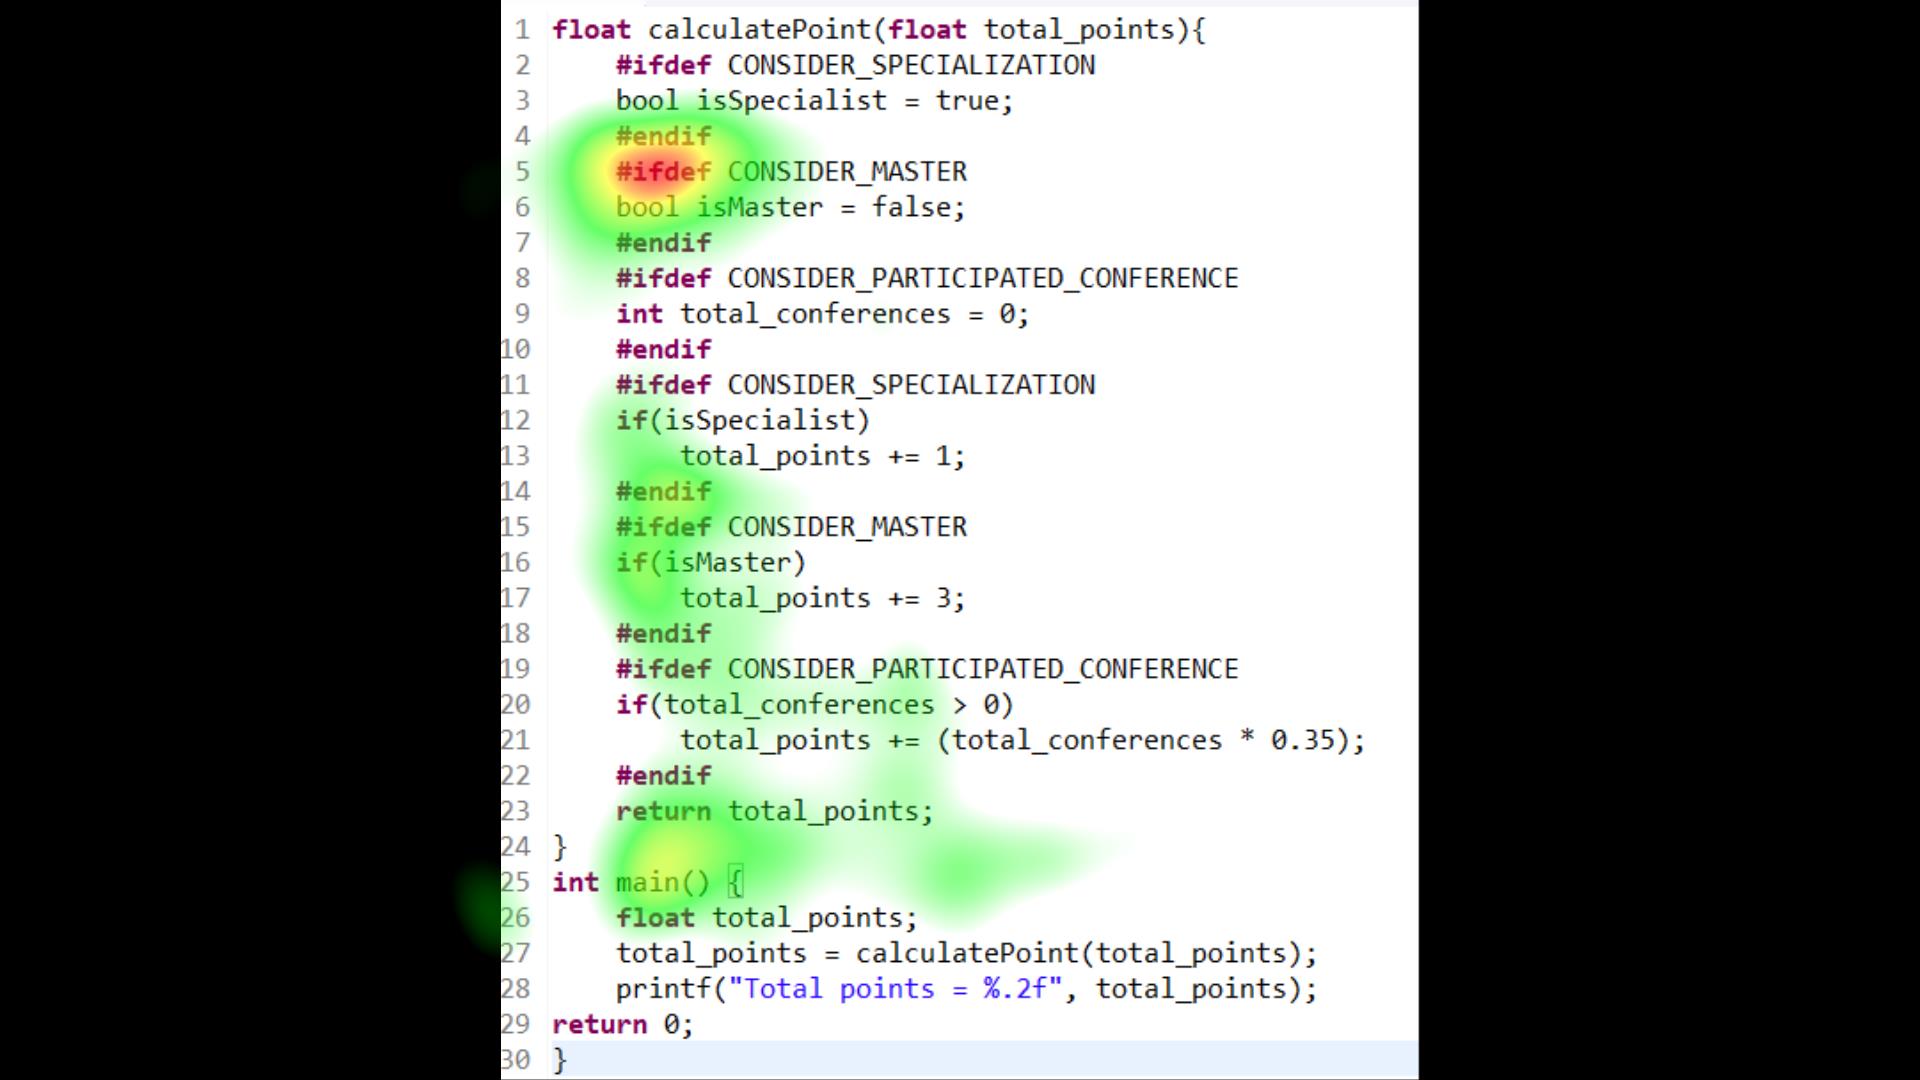 1 float calculatePoint(float total_points){
2 #ifdef CONSIDER_SPECIALIZATION
3 bool isSpecialist = true;
4 #endif
5 #ifdef CONSIDER_MASTER
6 bool isMaster = false;
7 #endif
8 #ifdef CONSIDER_PARTICIPATED_CONFERENCE
9 int total_conferences = 0;
10 #endif
11 #ifdef CONSIDER_SPECIALIZATION
12 if(isSpecialist)
13 total_points += 1;
14 #endif
15 #ifdef CONSIDER_MASTER
16 if(isMaster)
17 total_points += 3;
18 #endif
19 #ifdef CONSIDER_PARTICIPATED_CONFERENCE
20 if(total_conferences > 0)
21 total_points += (total_conferences * 0.35);
22 #endif
23 return total_points;
24 }
25 int main() {
26 float total_points;
27 total_points = calculatePoint(total_points);
28 printf("Total points = %.2f", total_points);
29 return 0;
30 }